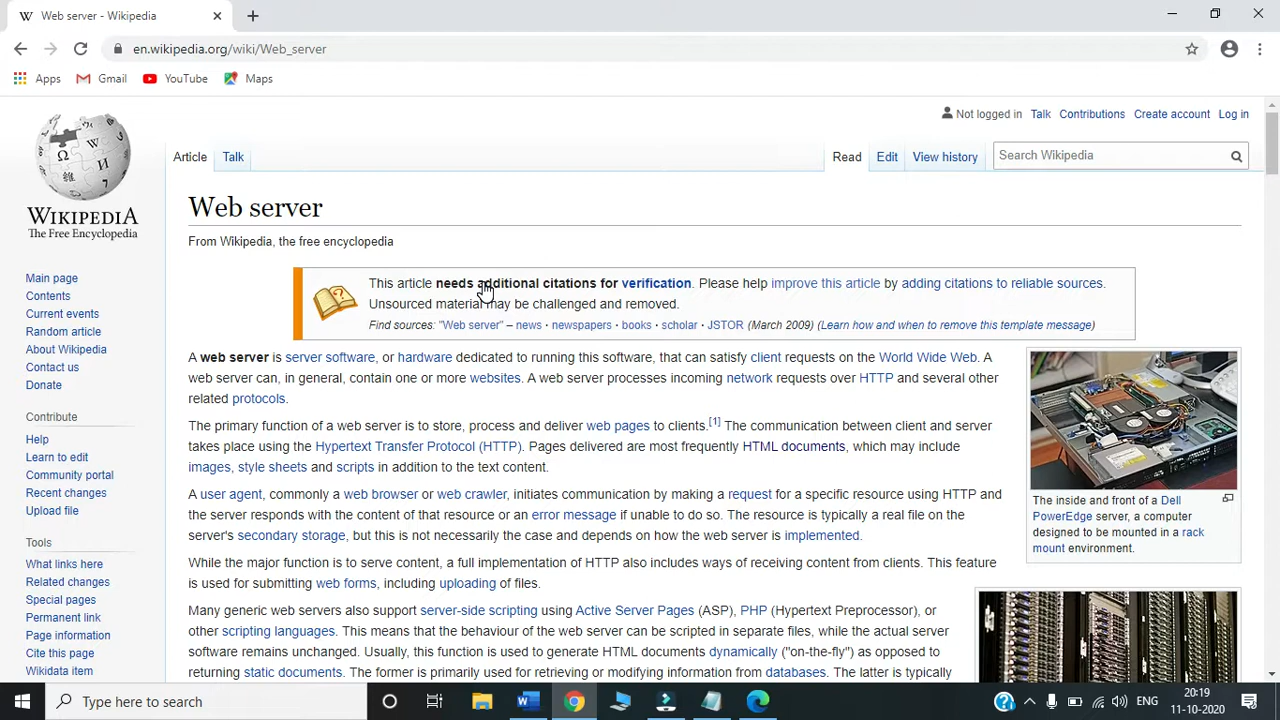 Web server - Wikipedia
en.wikipedia.org/wiki/Web_server
Apps Gmail YouTube Maps
Not logged in Talk Contributions Create account Log in
Article Talk Read Edit View history Search Wikipedia
WIKIPEDIA
The Free Encyclopedia
Main page
Contents
Current events
Random article
About Wikipedia
Contact us
Donate
Contribute
Help
Learn to edit
Community portal
Recent changes
Upload file
Tools
What links here
Related changes
Special pages
Permanent link
Page information
Cite this page
Wikidata item
Web server
From Wikipedia, the free encyclopedia
This article needs additional citations for verification. Please help improve this article by adding citations to reliable sources.
Unsourced material may be challenged and removed.
Find sources: "Web server" – news · newspapers · books · scholar · JSTOR (March 2009) (Learn how and when to remove this template message)
A web server is server software, or hardware dedicated to running this software, that can satisfy client requests on the World Wide Web. A
web server can, in general, contain one or more websites. A web server processes incoming network requests over HTTP and several other
related protocols.
The primary function of a web server is to store, process and deliver web pages to clients.[1] The communication between client and server
takes place using the Hypertext Transfer Protocol (HTTP). Pages delivered are most frequently HTML documents, which may include
images, style sheets and scripts in addition to the text content.
A user agent, commonly a web browser or web crawler, initiates communication by making a request for a specific resource using HTTP and
the server responds with the content of that resource or an error message if unable to do so. The resource is typically a real file on the
server's secondary storage, but this is not necessarily the case and depends on how the web server is implemented.
While the major function is to serve content, a full implementation of HTTP also includes ways of receiving content from clients. This feature
is used for submitting web forms, including uploading of files.
Many generic web servers also support server-side scripting using Active Server Pages (ASP), PHP (Hypertext Preprocessor), or
other scripting languages. This means that the behaviour of the web server can be scripted in separate files, while the actual server
software remains unchanged. Usually, this function is used to generate HTML documents dynamically ("on-the-fly") as opposed to
returning static documents. The former is primarily used for retrieving or modifying information from databases. The latter is typically
The inside and front of a Dell
PowerEdge server, a computer
designed to be mounted in a rack
mount environment.
Type here to search
ENG
20:19
11-10-2020